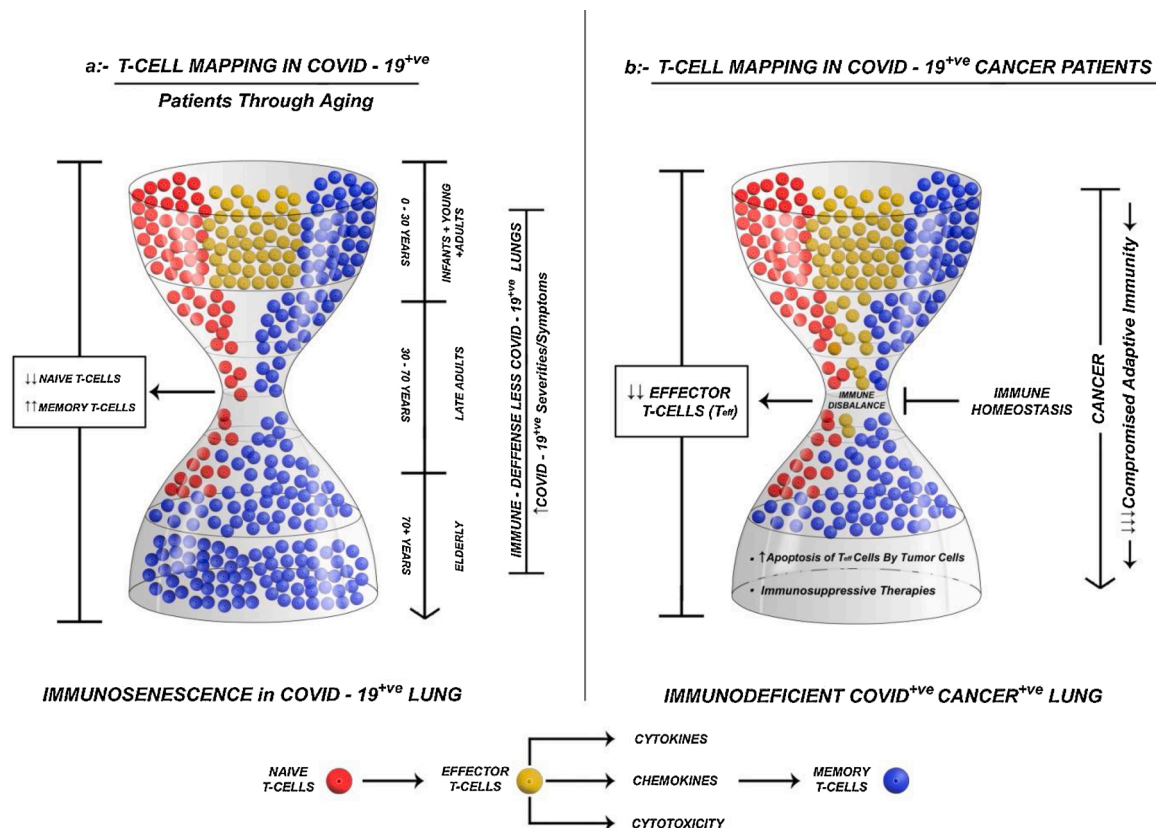 a:- T-CELL MAPPING IN COVID - 19+ve
Patients Through Aging
0 - 30 YEARS
INFANTS + YOUNG
+ADULTS
30 - 70 YEARS
LATE ADULTS
70+ YEARS
ELDERLY
IMMUNE - DEFFENSE LESS COVID - 19+ve LUNGS
↑COVID - 19+ve Severities/Symptoms
↓↓ NAIVE T-CELLS
↑↑ MEMORY T-CELLS
IMMUNOSENESCENCE in COVID - 19+ve LUNG
b:- T-CELL MAPPING IN COVID - 19+ve CANCER PATIENTS
↓↓ EFFECTOR
T-CELLS (Teff)
IMMUNE
DISBALANCE
IMMUNE
HOMEOSTASIS
CANCER
↓↓↓Compromised Adaptive Immunity
• ↑Apoptosis of Teff Cells By Tumor Cells
• Immunosuppressive Therapies
IMMUNODEFICIENT COVID+ve CANCER+ve LUNG
NAIVE
T-CELLS
EFFECTOR
T-CELLS
CYTOKINES
CHEMOKINES
CYTOTOXICITY
MEMORY
T-CELLS